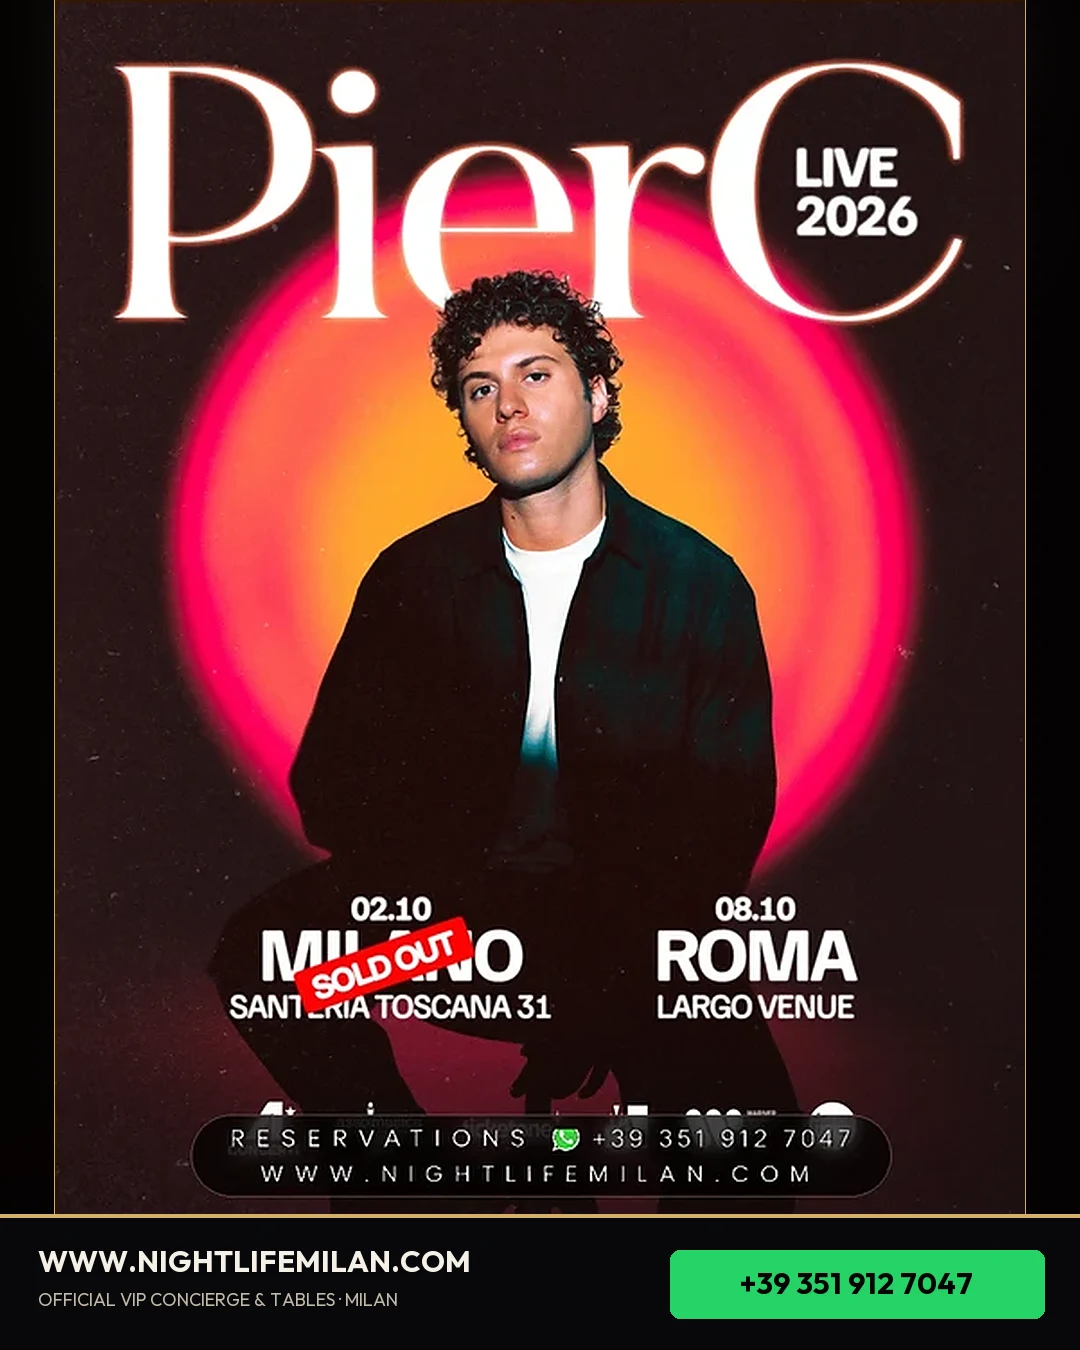 PierC
LIVE
2026
02.10
MILANO
SOLD OUT
SANTERIA TOSCANA 31
08.10
ROMA
LARGO VENUE
RESERVATIONS +39 351 912 7047
WWW.NIGHTLIFEMILAN.COM
WWW.NIGHTLIFEMILAN.COM
OFFICIAL VIP CONCIERGE & TABLES · MILAN
+39 351 912 7047